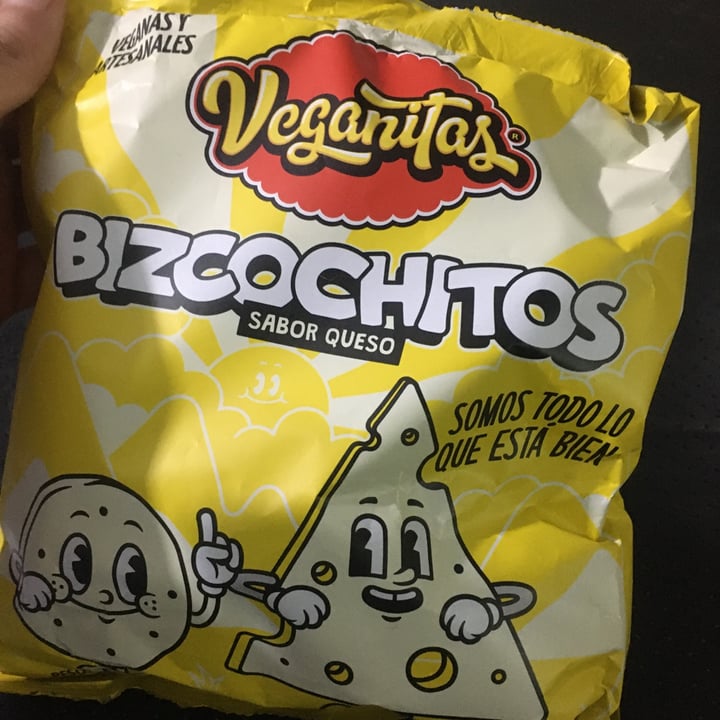 VEGANAS Y
ARTESANALES
Veganitas®
BIZCOCHITOS
SABOR QUESO
SOMOS TODO LO
QUE ESTÁ BIEN